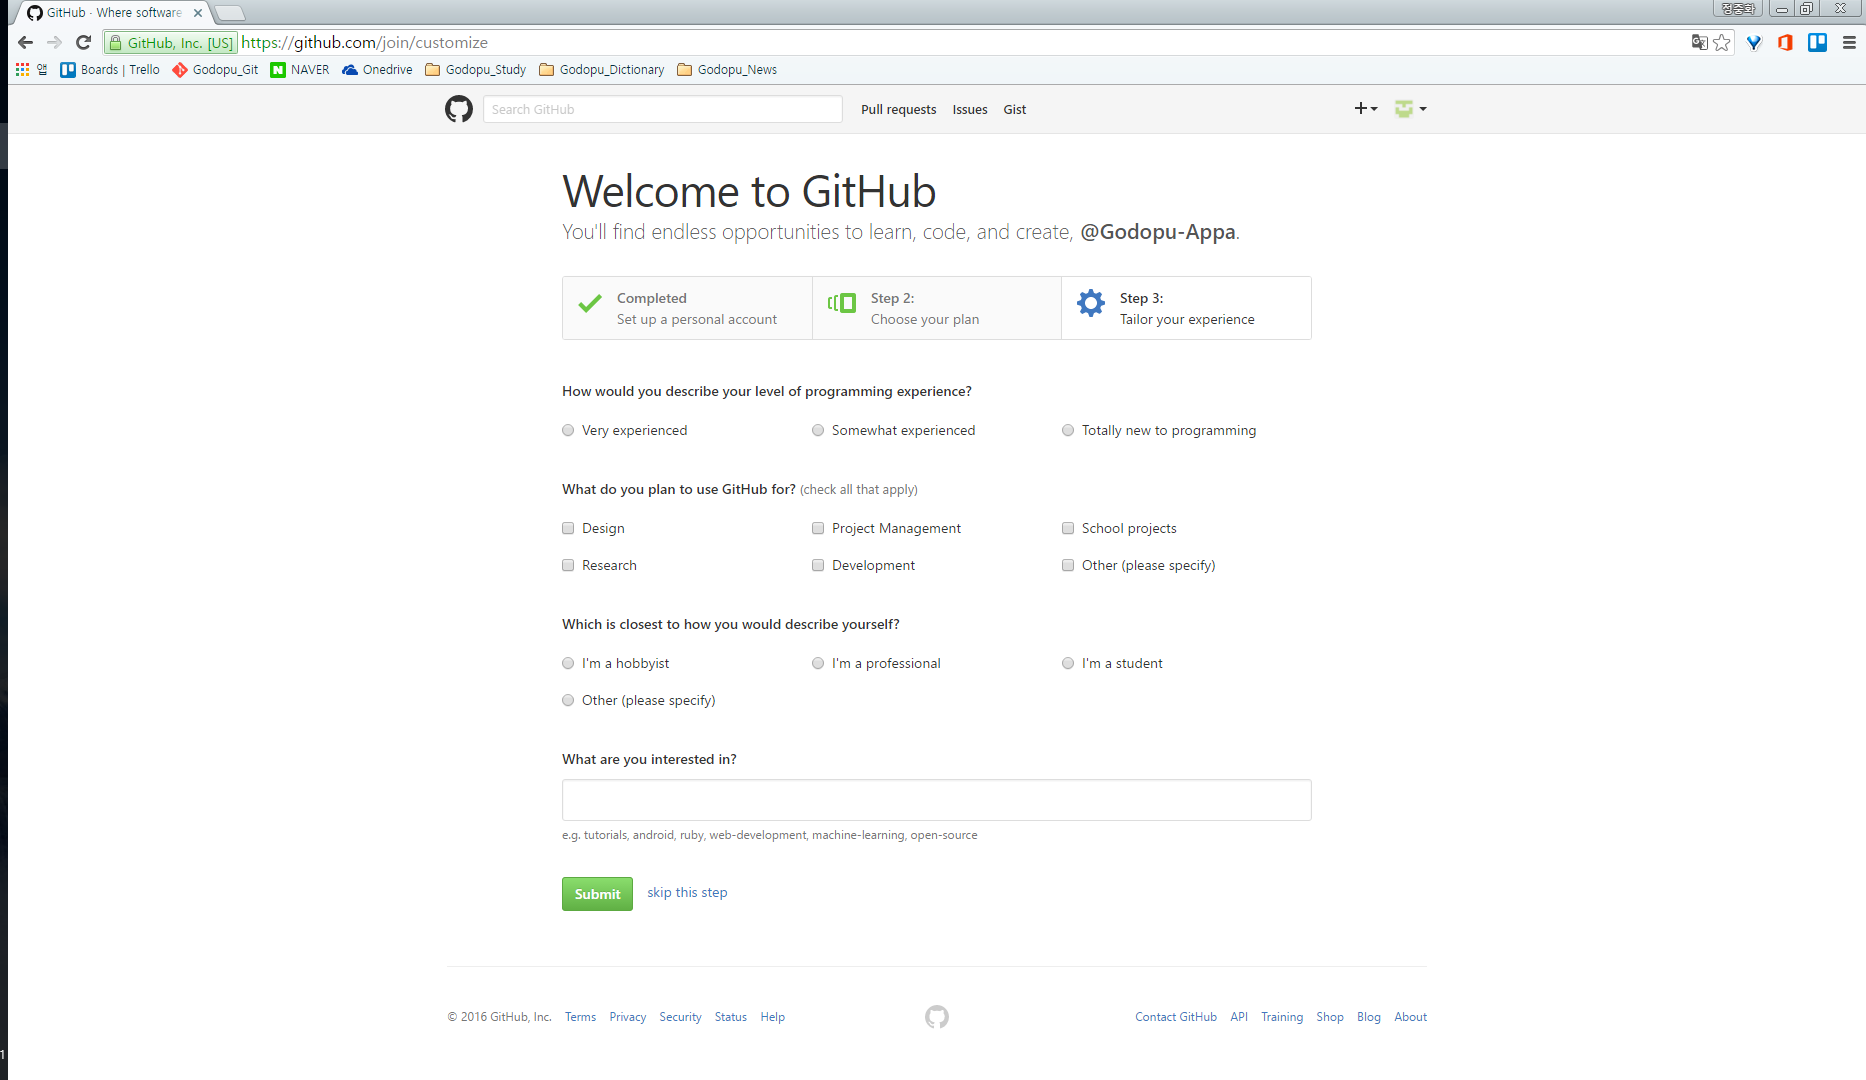 GitHub - Where software
정중화
GitHub, Inc. [US] https://github.com/join/customize
앱 Boards | Trello Godopu_Git NAVER Onedrive Godopu_Study Godopu_Dictionary Godopu_News
Search GitHub Pull requests Issues Gist
Welcome to GitHub
You'll find endless opportunities to learn, code, and create, @Godopu-Appa.
Completed
Set up a personal account
Step 2:
Choose your plan
Step 3:
Tailor your experience
How would you describe your level of programming experience?
Very experienced Somewhat experienced Totally new to programming
What do you plan to use GitHub for? (check all that apply)
Design Project Management School projects
Research Development Other (please specify)
Which is closest to how you would describe yourself?
I'm a hobbyist I'm a professional I'm a student
Other (please specify)
What are you interested in?
e.g. tutorials, android, ruby, web-development, machine-learning, open-source
Submit skip this step
© 2016 GitHub, Inc. Terms Privacy Security Status Help Contact GitHub API Training Shop Blog About
1